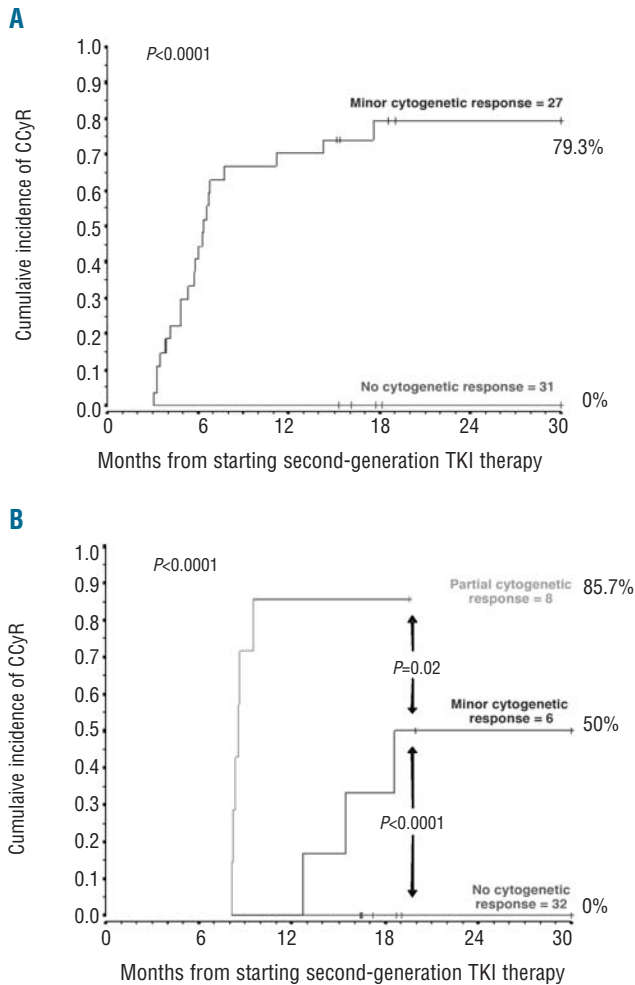 A
P<0.0001
Cumulaive incidence of CCyR
1.0
0.9
0.8
0.7
0.6
0.5
0.4
0.3
0.2
0.1
0.0
Minor cytogenetic response = 27
79.3%
No cytogenetic response = 31
0%
0 6 12 18 24 30
Months from starting second-generation TKI therapy
B
P<0.0001
Cumulaive incidence of CCyR
1.0
0.9
0.8
0.7
0.6
0.5
0.4
0.3
0.2
0.1
0.0
Partial cytogenetic
response = 8
85.7%
P=0.02
Minor cytogenetic
response = 6
50%
P<0.0001
No cytogenetic
response = 32
0%
0 6 12 18 24 30
Months from starting second-generation TKI therapy